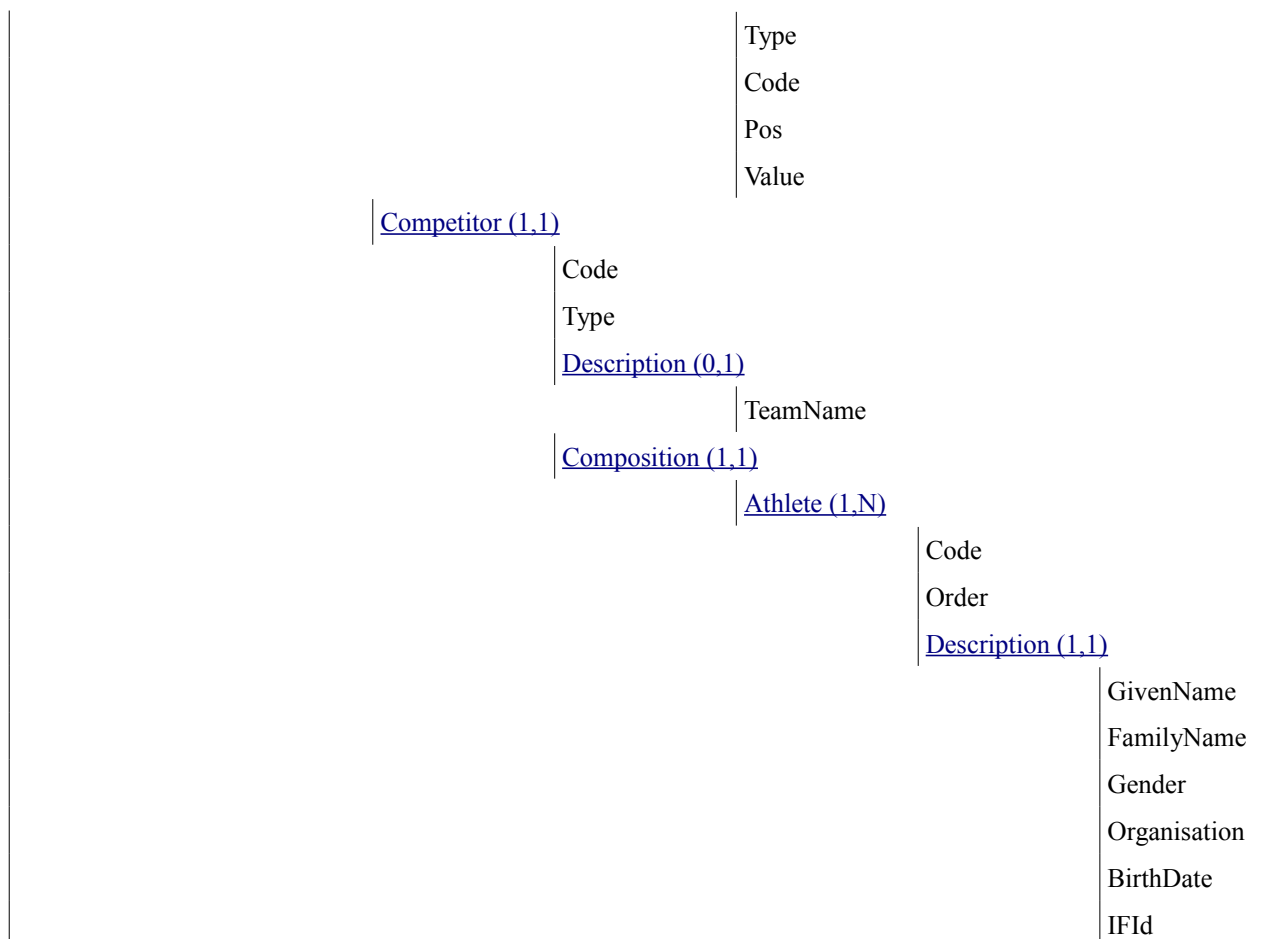 Type
Code
Pos
Value
Competitor (1,1)
Code
Type
Description (0,1)
TeamName
Composition (1,1)
Athlete (1,N)
Code
Order
Description (1,1)
GivenName
FamilyName
Gender
Organisation
BirthDate
IFId